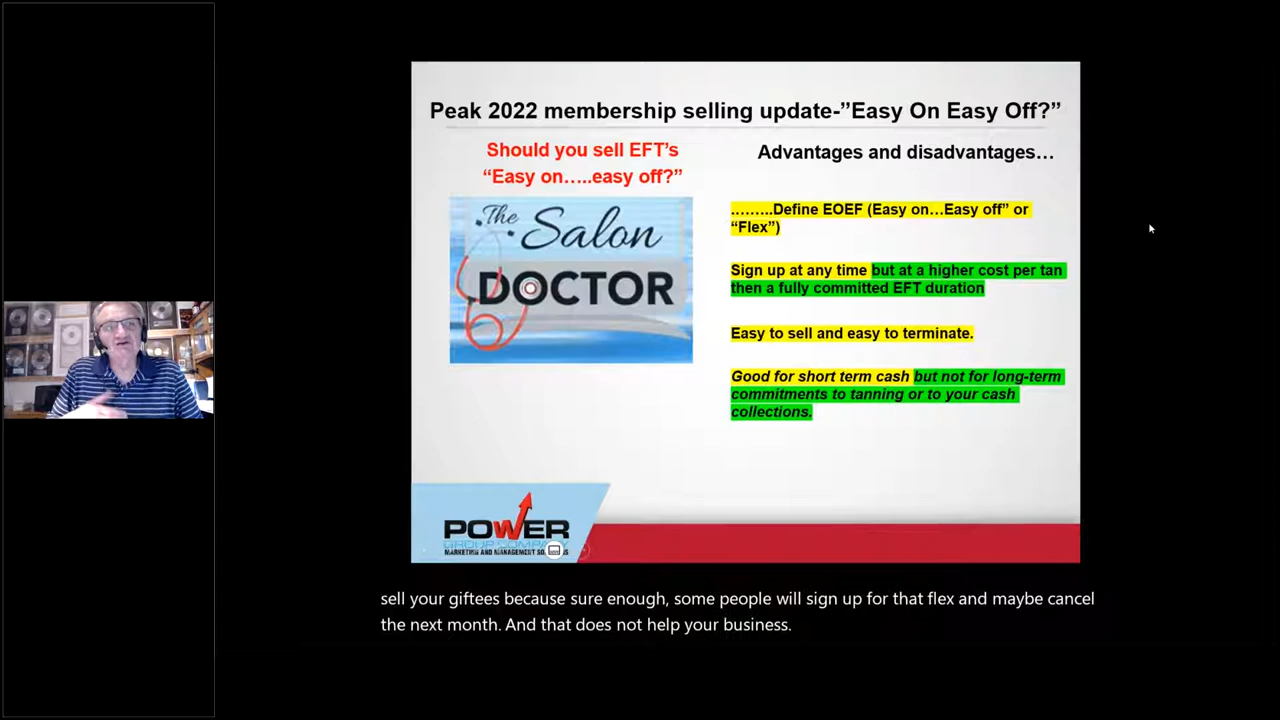 Peak 2022 membership selling update-”Easy On Easy Off?”
Should you sell EFT’s
“Easy on…..easy off?”
Advantages and disadvantages…
The
Salon
DOCTOR
………Define EOEF (Easy on…Easy off” or
“Flex”)
Sign up at any time but at a higher cost per tan
then a fully committed EFT duration
Easy to sell and easy to terminate.
Good for short term cash but not for long-term
commitments to tanning or to your cash
collections.
POWER
GROUP COMPANY
MARKETING AND MANAGEMENT
sell your giftees because sure enough, some people will sign up for that flex and maybe cancel
the next month. And that does not help your business.